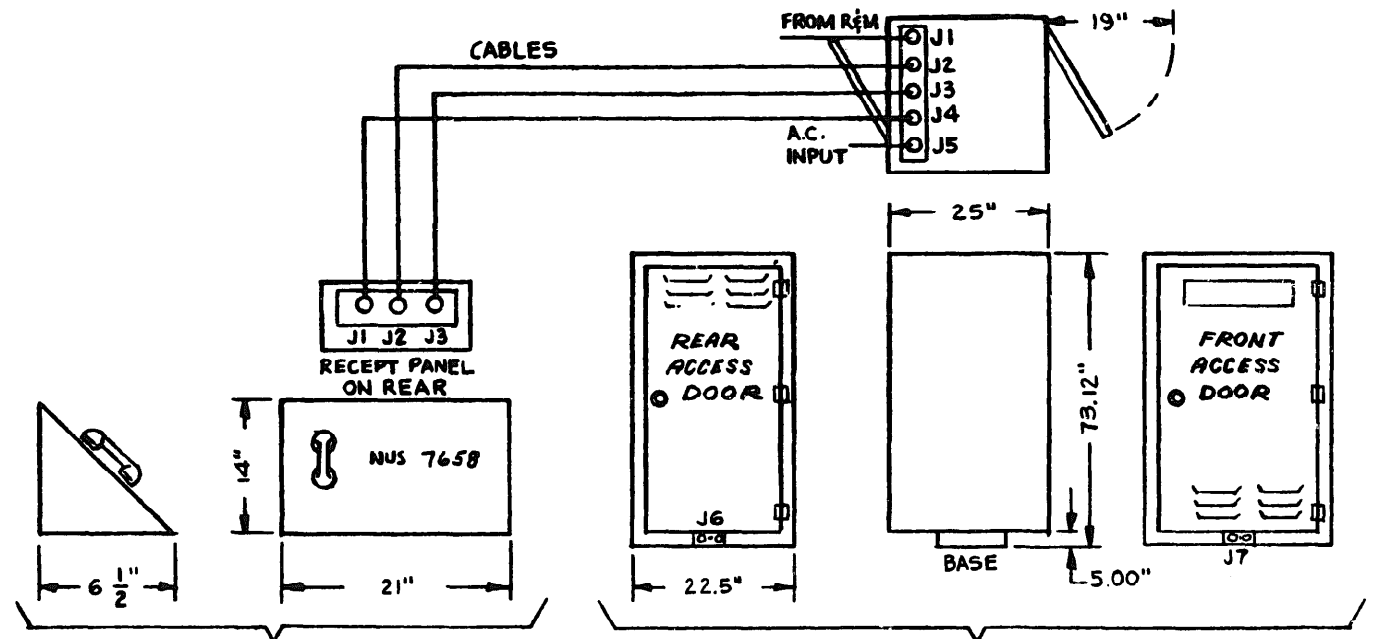 FROM R&M
J1
J2
J3
J4
J5
19"
CABLES
A.C.
INPUT
25"
J1 J2 J3
RECEPT PANEL
ON REAR
14"
NUS 7658
6 1/2"
21"
REAR
ACCESS
DOOR
J6
22.5"
73.12"
BASE
5.00"
FRONT
ACCESS
DOOR
J7